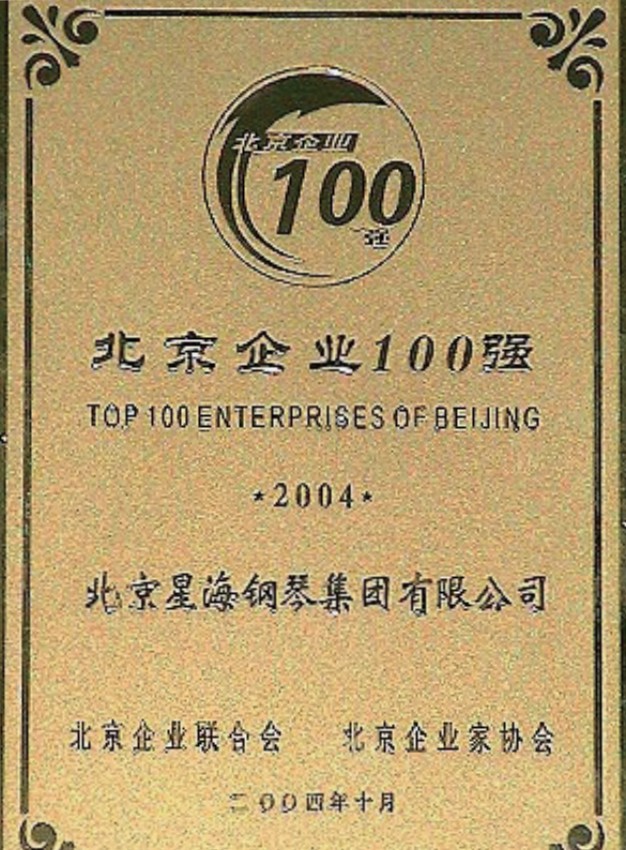 北京企业
100
强
北京企业100强
TOP 100 ENTERPRISES OF BEIJING
★2004★
北京星海钢琴集团有限公司
北京企业联合会 北京企业家协会
二00四年十月